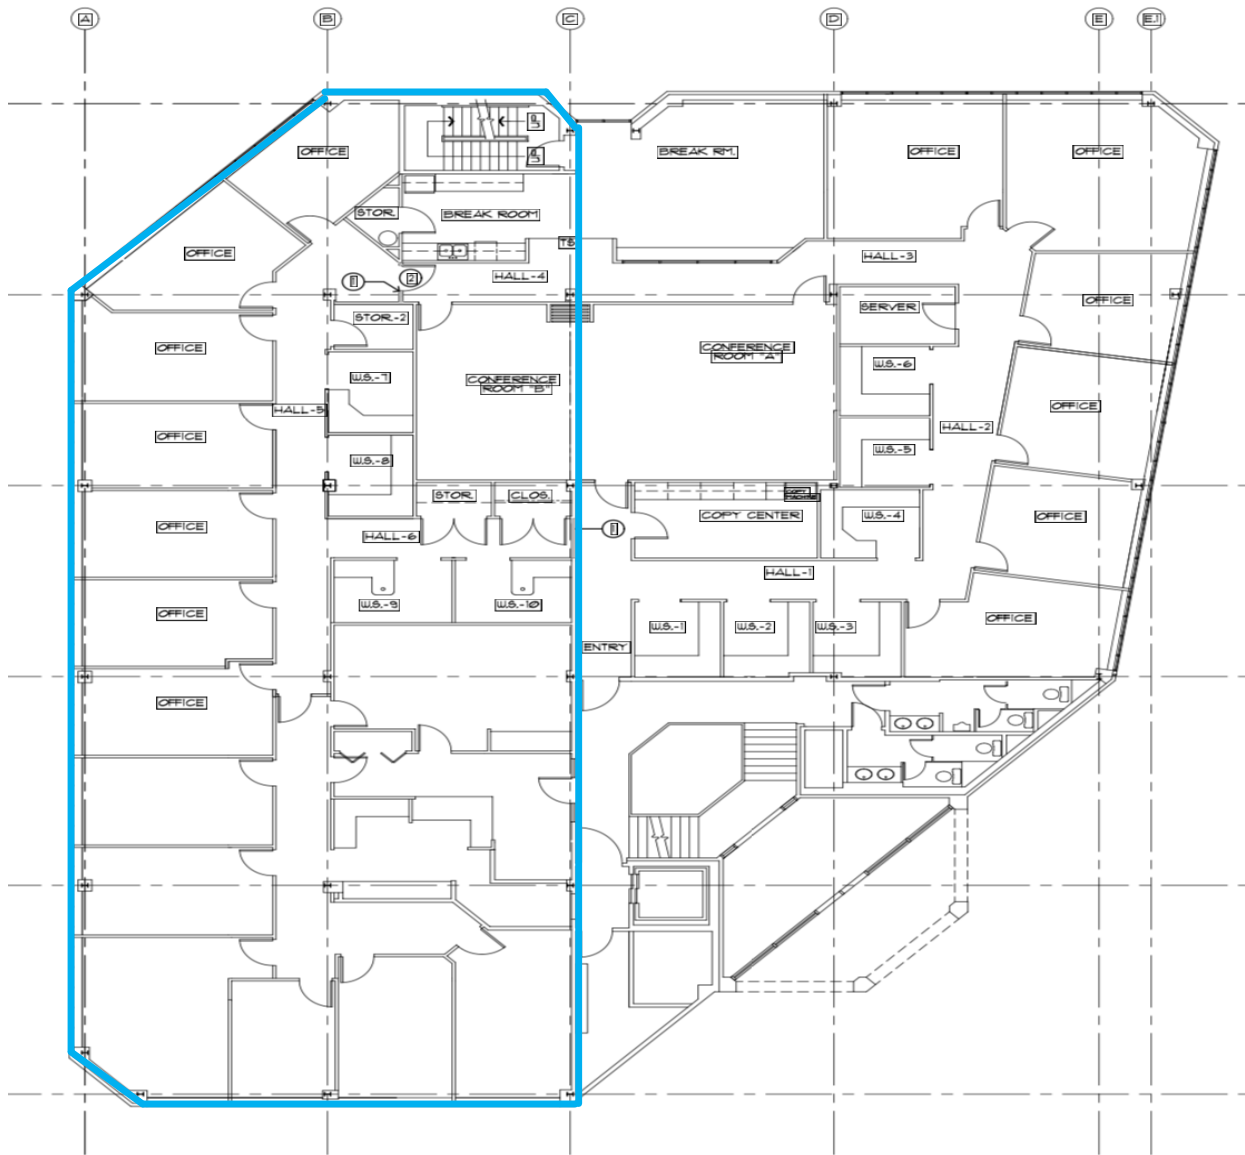 A
B
C
D
E
E.1
OFFICE
BREAK RM.
OFFICE
OFFICE
STOR.
BREAK ROOM
OFFICE
TS
HALL-3
HALL-4
1
2
OFFICE
SERVER
STOR.-2
OFFICE
CONFERENCE
ROOM "A"
W.S.-6
W.S.-7
CONFERENCE
ROOM "B"
HALL-5
OFFICE
OFFICE
HALL-2
W.S.-5
W.S.-8
STOR.
CLOS.
COPY
MACHINE
COPY CENTER
W.S.-4
OFFICE
OFFICE
HALL-6
1
HALL-1
W.S.-9
W.S.-10
OFFICE
W.S.-1
W.S.-2
W.S.-3
OFFICE
ENTRY
OFFICE